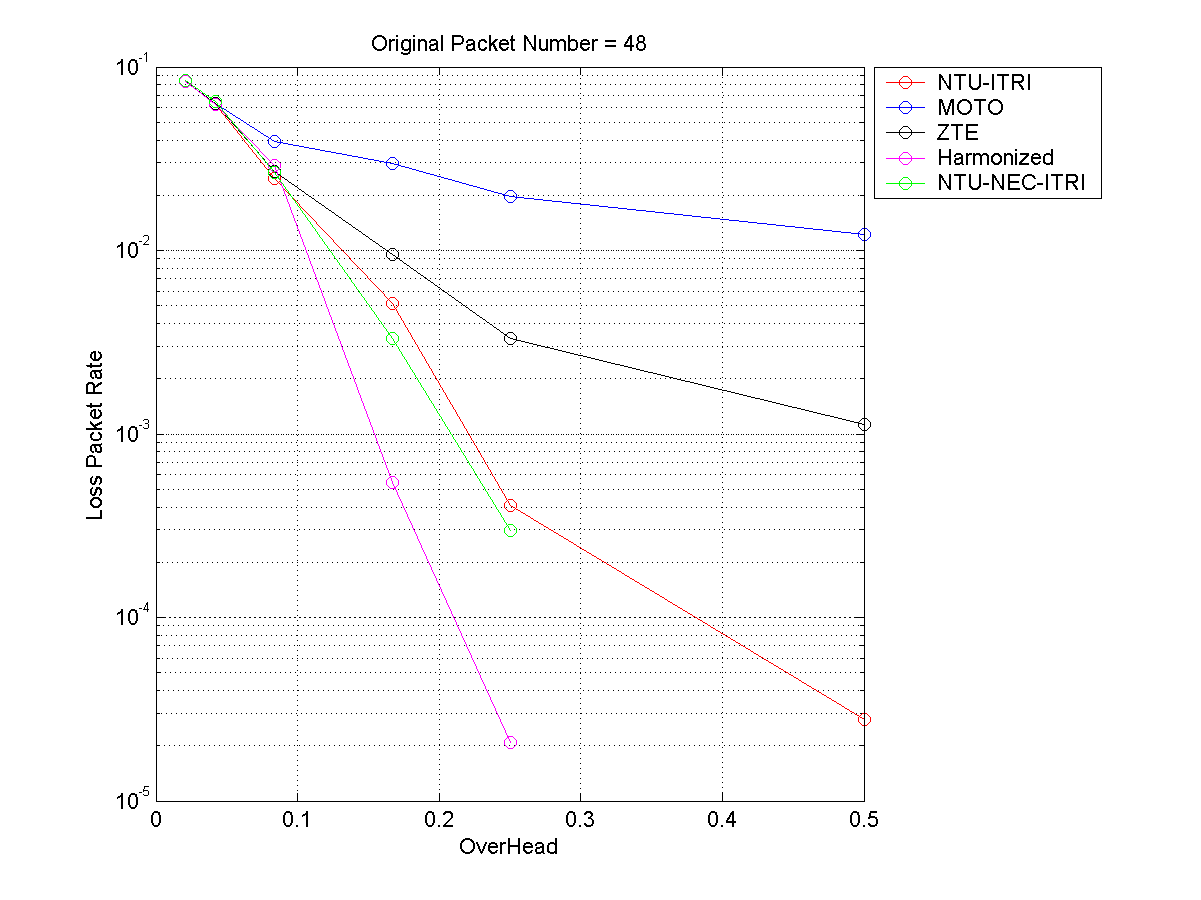 Original Packet Number = 48
10^-1
10^-2
10^-3
10^-4
10^-5
Loss Packet Rate
0 0.1 0.2 0.3 0.4 0.5
OverHead
NTU-ITRI
MOTO
ZTE
Harmonized
NTU-NEC-ITRI